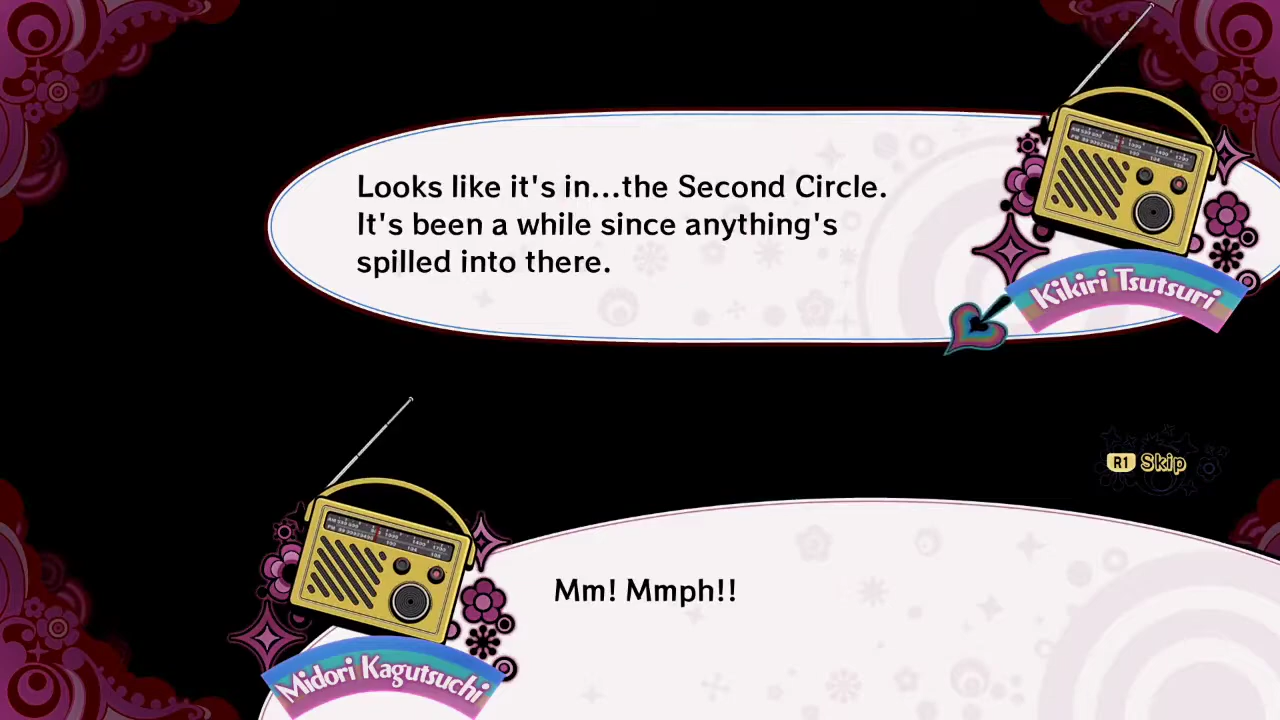 Looks like it's in...the Second Circle.
It's been a while since anything's
spilled into there.
Kikiri Tsutsuri
R1 Skip
Mm! Mmph!!
Midori Kagutsuchi